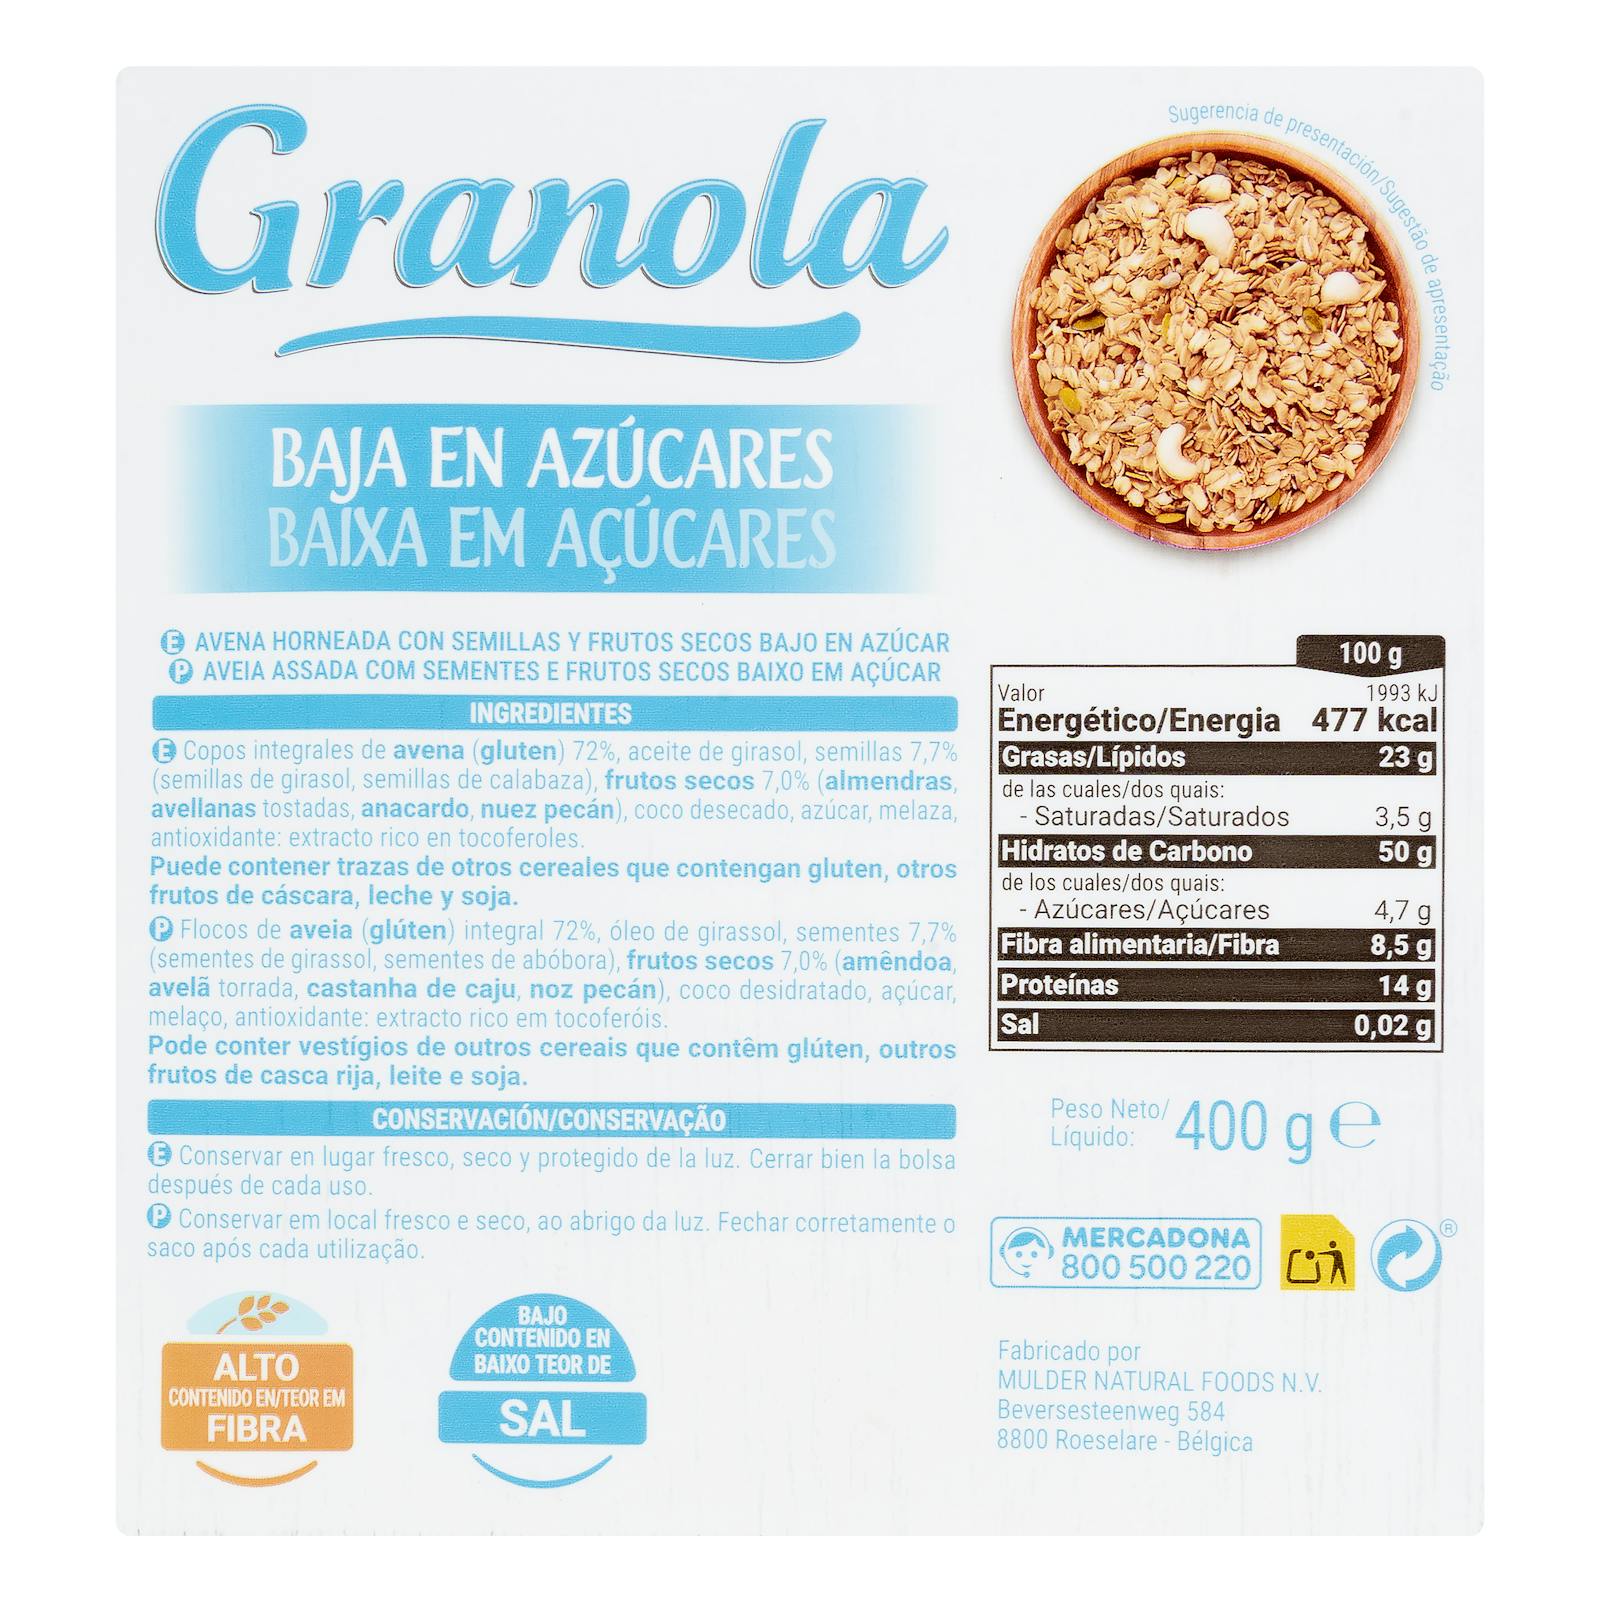 Granola
Sugerencia de presentación/Sugestão de apresentação
BAJA EN AZÚCARES
BAIXA EM AÇÚCARES
E AVENA HORNEADA CON SEMILLAS Y FRUTOS SECOS BAJO EN AZÚCAR
P AVEIA ASSADA COM SEMENTES E FRUTOS SECOS BAIXO EM AÇÚCAR
INGREDIENTES
E Copos integrales de avena (gluten) 72%, aceite de girasol, semillas 7,7%
(semillas de girasol, semillas de calabaza), frutos secos 7,0% (almendras,
avellanas tostadas, anacardo, nuez pecán), coco desecado, azúcar, melaza,
antioxidante: extracto rico en tocoferoles.
Puede contener trazas de otros cereales que contengan gluten, otros
frutos de cáscara, leche y soja.
P Flocos de aveia (glúten) integral 72%, óleo de girassol, sementes 7,7%
(sementes de girassol, sementes de abóbora), frutos secos 7,0% (amêndoa,
avelã torrada, castanha de caju, noz pecán), coco desidratado, açúcar,
melaço, antioxidante: extracto rico em tocoferóis.
Pode conter vestígios de outros cereais que contêm glúten, outros
frutos de casca rija, leite e soja.
CONSERVACIÓN/CONSERVAÇÃO
E Conservar en lugar fresco, seco y protegido de la luz. Cerrar bien la bolsa
después de cada uso.
P Conservar em local fresco e seco, ao abrigo da luz. Fechar corretamente o
saco após cada utilização.
ALTO
CONTENIDO EN/TEOR EM
FIBRA
BAJO
CONTENIDO EN
BAIXO TEOR DE
SAL
100 g
Valor 1993 kJ
Energético/Energia 477 kcal
Grasas/Lípidos 23 g
de las cuales/dos quais:
- Saturadas/Saturados 3,5 g
Hidratos de Carbono 50 g
de los cuales/dos quais:
- Azúcares/Açúcares 4,7 g
Fibra alimentaria/Fibra 8,5 g
Proteínas 14 g
Sal 0,02 g
Peso Neto/
Líquido: 400 g ℮
MERCADONA
800 500 220
®
Fabricado por
MULDER NATURAL FOODS N.V.
Beversesteenweg 584
8800 Roeselare - Bélgica